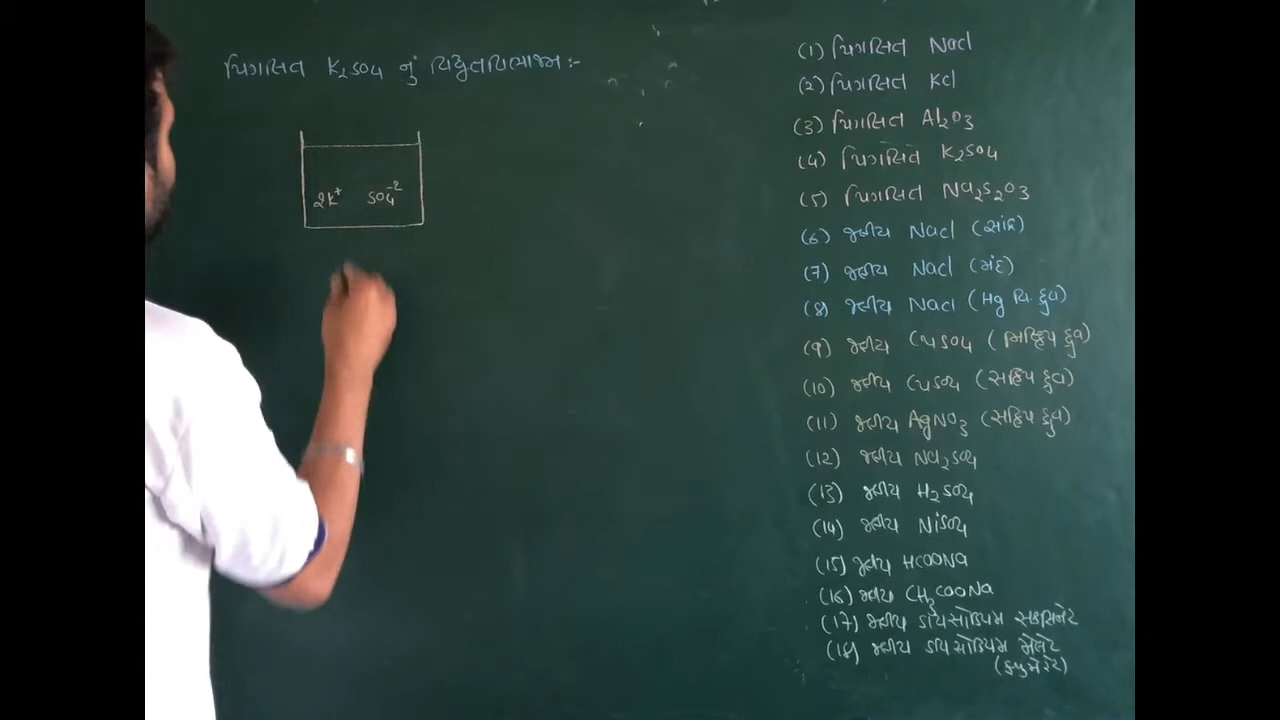 પિગલિત K₂SO₄ નું વિદ્યુતવિભાજન :-
2K⁺ SO₄⁻²
(1) પિગલિત Nacl
(2) પિગલિત Kcl
(3) પિગલિત Al₂O₃
(4) પિગલિત K₂SO₄
(5) પિગલિત Na₂S₂O₃
(6) જલીય Nacl (સાંદ્ર)
(7) જલીય Nacl (મંદ)
(8) જલીય Nacl (Hg વિ. ધ્રુવ)
(9) જલીય CuSO₄ (નિષ્ક્રિય ધ્રુવ)
(10) જલીય CuSO₄ (સક્રિય ધ્રુવ)
(11) જલીય AgNO₃ (સક્રિય ધ્રુવ)
(12) જલીય Na₂SO₄
(13) જલીય H₂SO₄
(14) જલીય NiSO₄
(15) જલીય HCOONa
(16) જલીય CH₃COONa
(17) જલીય ડાયસોડિયમ સક્સિનેટ
(18) જલીય ડાયસોડિયમ મેલેટ
(ફ્યુમેરેટ)